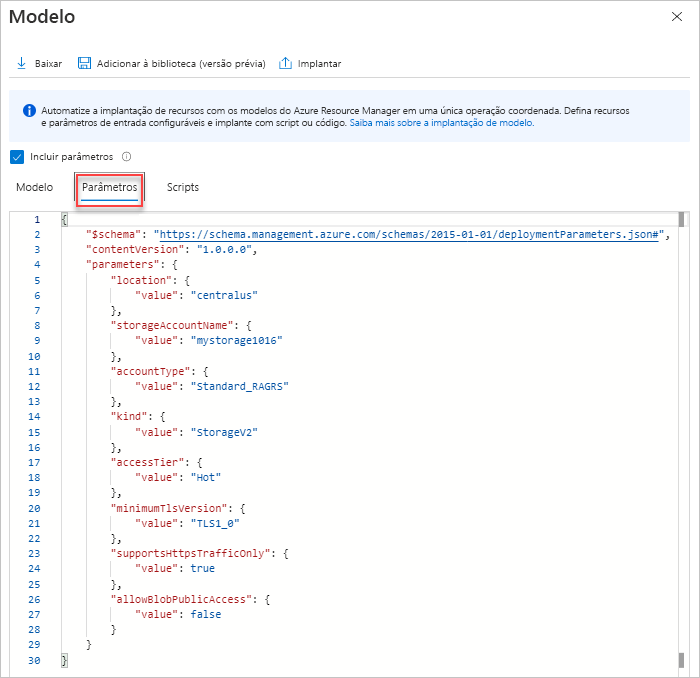 Modelo
Baixar Adicionar à biblioteca (versão prévia) Implantar
Automatize a implantação de recursos com os modelos do Azure Resource Manager em uma única operação coordenada. Defina recursos
e parâmetros de entrada configuráveis e implante com script ou código. Saiba mais sobre a implantação de modelo.
Incluir parâmetros
Modelo Parâmetros Scripts
1 {
2 "$schema": "https://schema.management.azure.com/schemas/2015-01-01/deploymentParameters.json#",
3 "contentVersion": "1.0.0.0",
4 "parameters": {
5 "location": {
6 "value": "centralus"
7 },
8 "storageAccountName": {
9 "value": "mystorage1016"
10 },
11 "accountType": {
12 "value": "Standard_RAGRS"
13 },
14 "kind": {
15 "value": "StorageV2"
16 },
17 "accessTier": {
18 "value": "Hot"
19 },
20 "minimumTlsVersion": {
21 "value": "TLS1_0"
22 },
23 "supportsHttpsTrafficOnly": {
24 "value": true
25 },
26 "allowBlobPublicAccess": {
27 "value": false
28 }
29 }
30 }